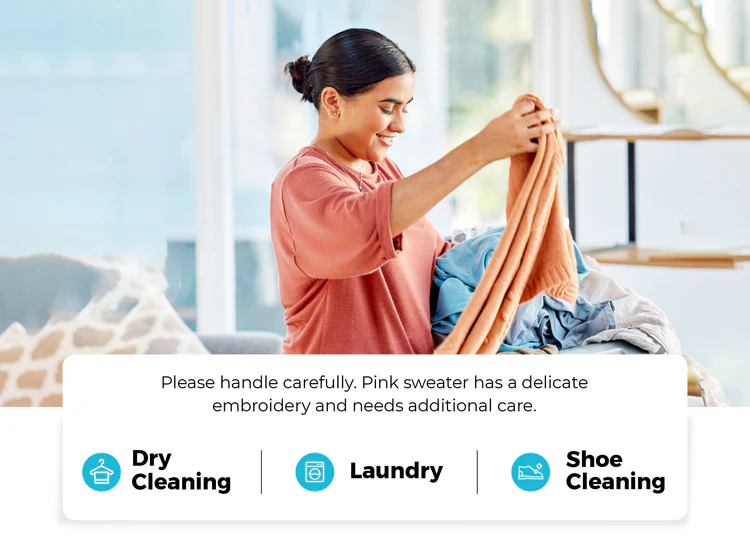 Please handle carefully. Pink sweater has a delicate
embroidery and needs additional care.
Dry
Cleaning
Laundry
Shoe
Cleaning